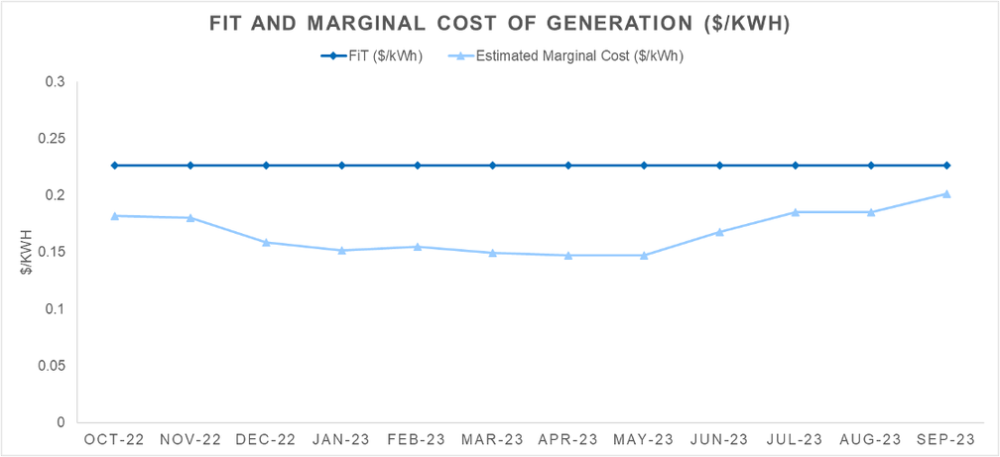 FIT AND MARGINAL COST OF GENERATION ($/KWH)
FiT ($/kWh) Estimated Marginal Cost ($/kWh)
0.3
0.25
0.2
0.15
0.1
0.05
0
$/KWH
OCT-22 NOV-22 DEC-22 JAN-23 FEB-23 MAR-23 APR-23 MAY-23 JUN-23 JUL-23 AUG-23 SEP-23